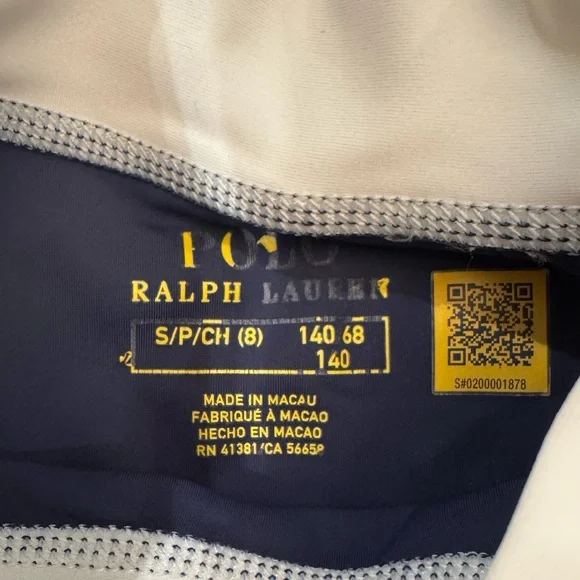 POLO
RALPH LAUREN
S/P/CH (8) 140 68
140
MADE IN MACAU
FABRIQUÉ À MACAO
HECHO EN MACAO
RN 41381/CA 56658
S#0200001878